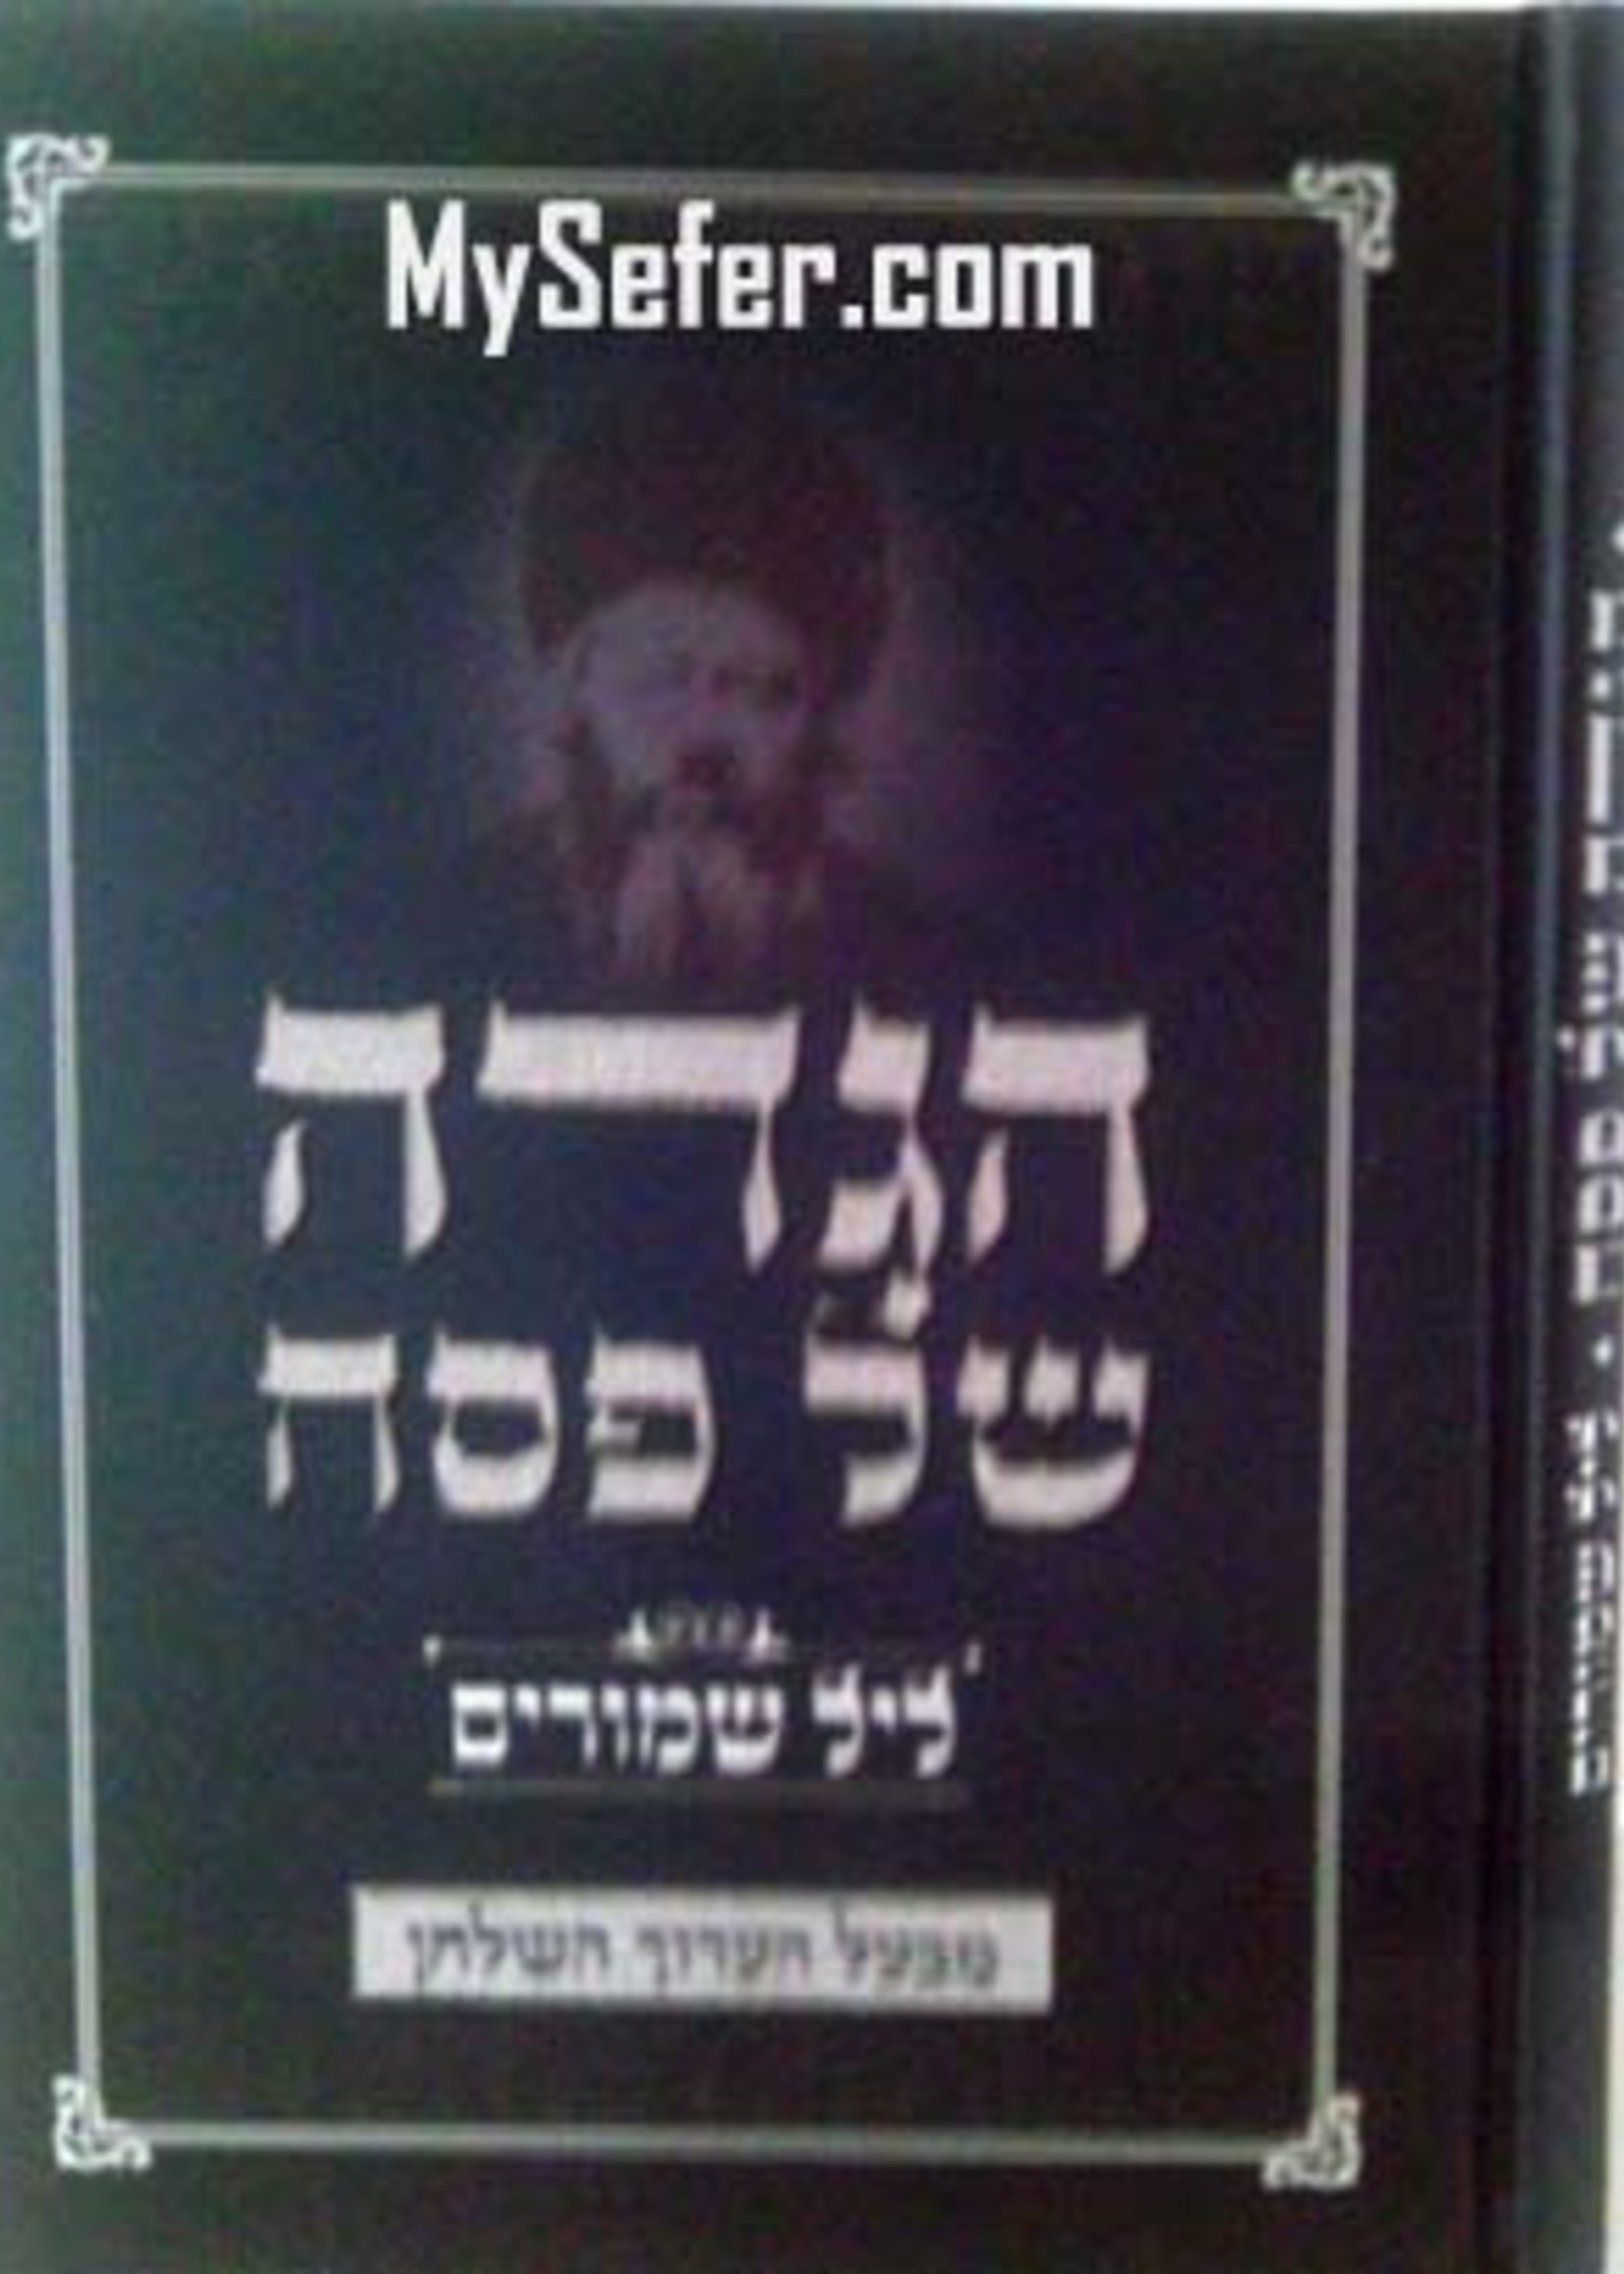 MySefer.com
הגדה
של פסח
'ליל שמורים'
מבעל הערוך השלחן